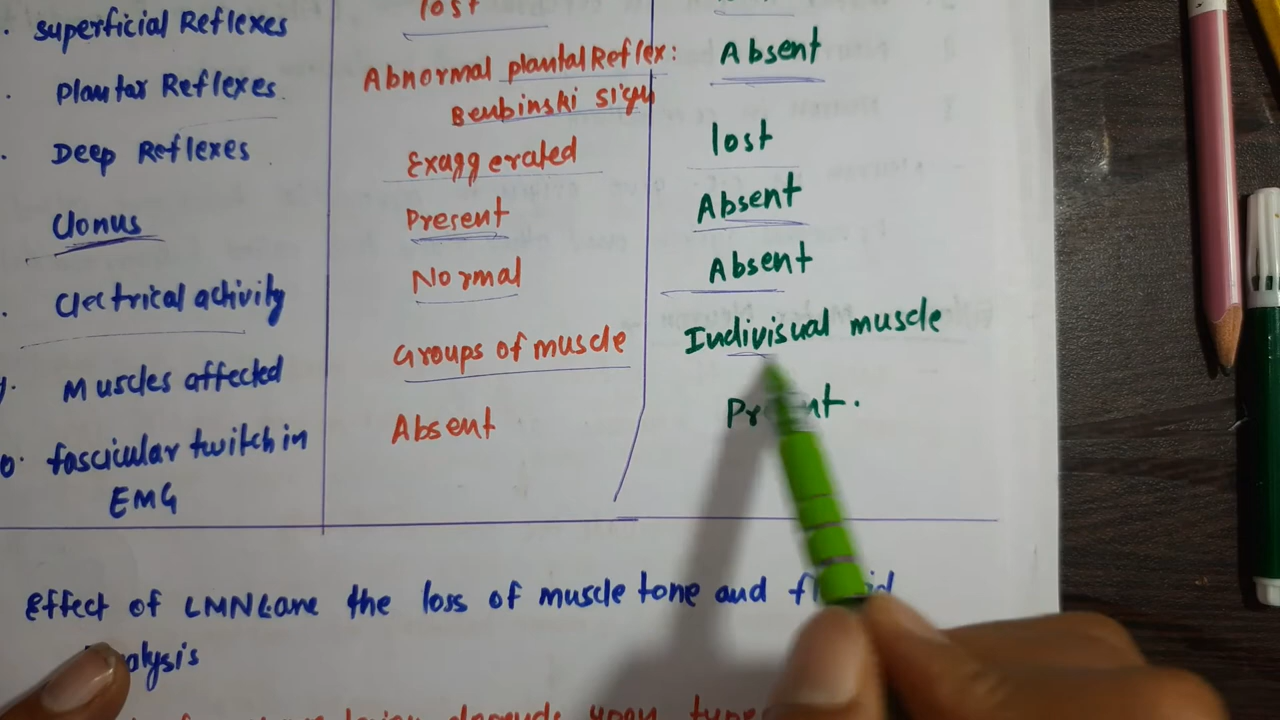 lost
. Superficial Reflexes
Abnormal plantal Reflex: Absent
. Plantar Reflexes
Beubinski sign
. Deep Reflexes Exaggerated lost
Clonus Present Absent
. Electrical activity Normal Absent
Muscles affected Groups of muscle Indivisual muscle
fascicular twitch in Absent
EMG
Effect of LMN the loss of muscle tone and